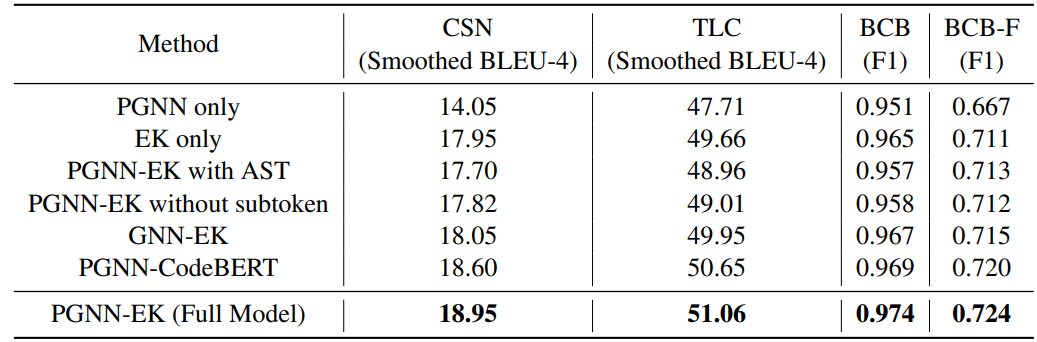 Method CSN (Smoothed BLEU-4) TLC (Smoothed BLEU-4) BCB (F1) BCB-F (F1)
PGNN only 14.05 47.71 0.951 0.667
EK only 17.95 49.66 0.965 0.711
PGNN-EK with AST 17.70 48.96 0.957 0.713
PGNN-EK without subtoken 17.82 49.01 0.958 0.712
GNN-EK 18.05 49.95 0.967 0.715
PGNN-CodeBERT 18.60 50.65 0.969 0.720
PGNN-EK (Full Model) 18.95 51.06 0.974 0.724